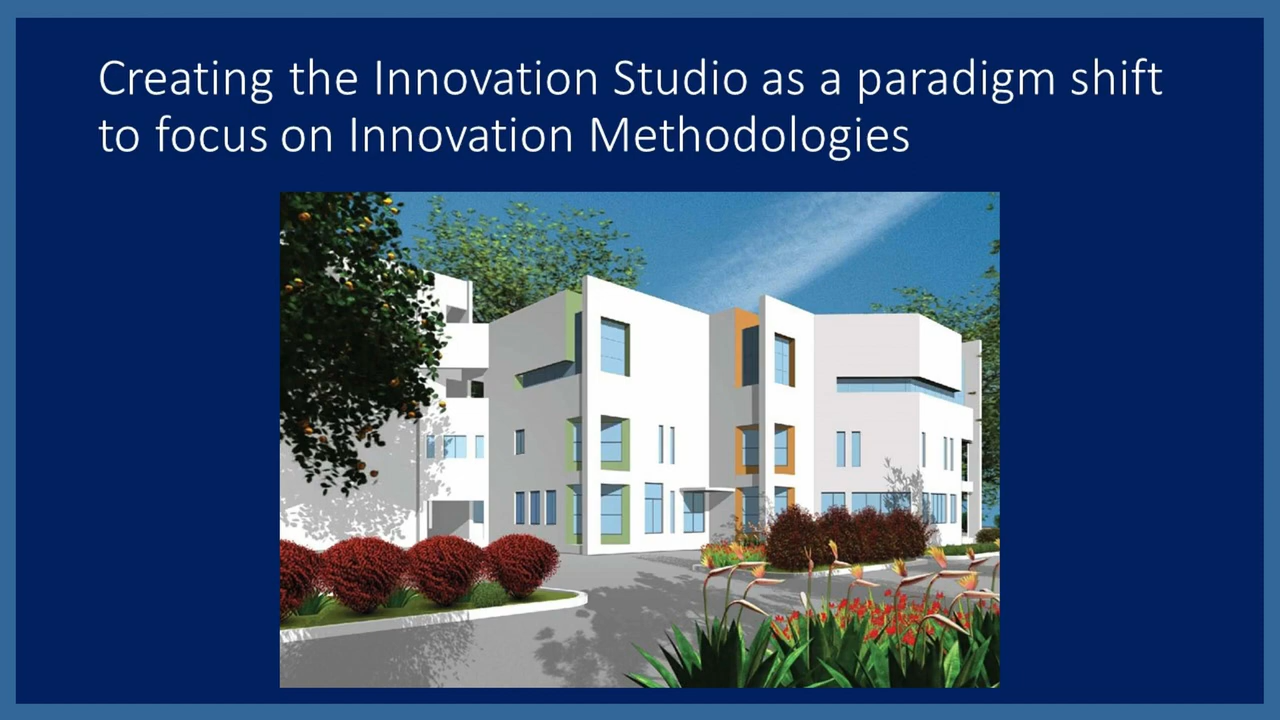 Creating the Innovation Studio as a paradigm shift
to focus on Innovation Methodologies